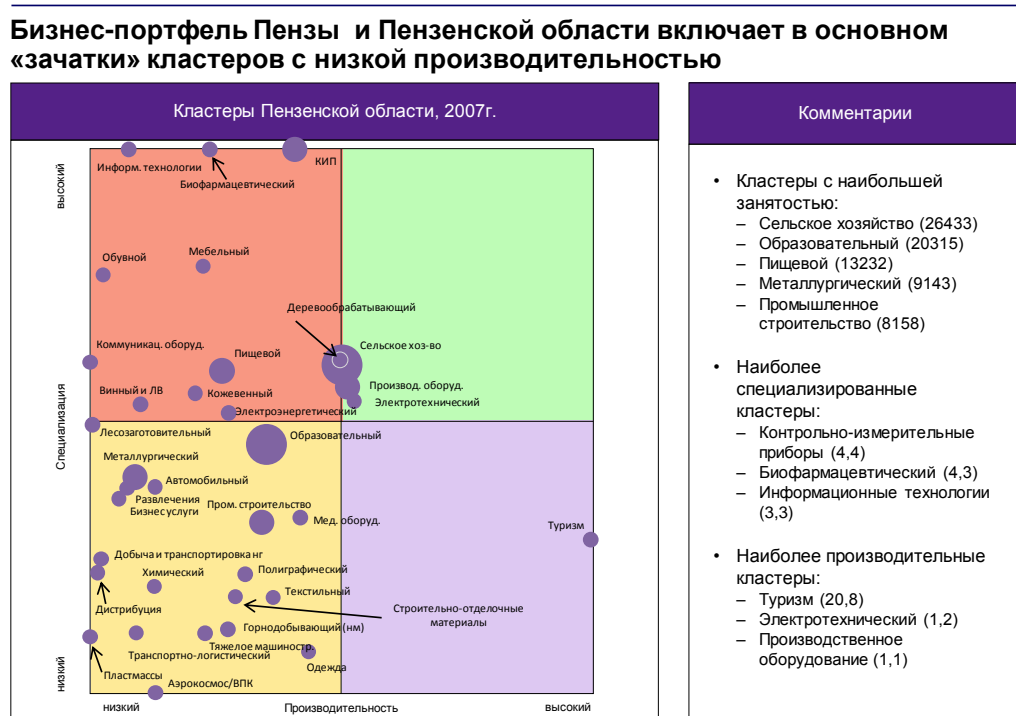 Бизнес-портфель Пензы и Пензенской области включает в основном
«зачатки» кластеров с низкой производительностью
Кластеры Пензенской области, 2007г.
высокий
Специализация
низкий
Информ. технологии
КИП
Биофармацевтический
Обувной
Мебельный
Деревообрабатывающий
Коммуникац. оборуд.
Пищевой
Сельское хоз-во
Винный и ЛВ
Кожевенный
Производ. оборуд.
Электроэнергетический
Электротехнический
Лесозаготовительный
Образовательный
Металлургический
Автомобильный
Развлечения
Пром. строительство
Бизнес услуги
Мед. оборуд.
Туризм
Добыча и транспортировка нг
Химический
Полиграфический
Текстильный
Дистрибуция
Строительно-отделочные
материалы
Горнодобывающий (нм)
Тяжелое машиностр.
Транспортно-логистический
Одежда
Пластмассы
Аэрокосмос/ВПК
низкий
Производительность
высокий
Комментарии
• Кластеры с наибольшей
занятостью:
– Сельское хозяйство (26433)
– Образовательный (20315)
– Пищевой (13232)
– Металлургический (9143)
– Промышленное
строительство (8158)
• Наиболее
специализированные
кластеры:
– Контрольно-измерительные
приборы (4,4)
– Биофармацевтический (4,3)
– Информационные технологии
(3,3)
• Наиболее производительные
кластеры:
– Туризм (20,8)
– Электротехнический (1,2)
– Производственное
оборудование (1,1)